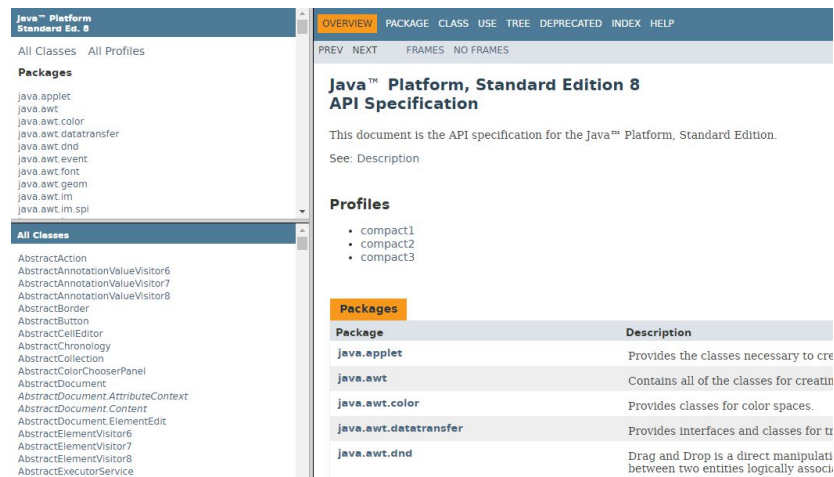 Java™ Platform
Standard Ed. 8
All Classes All Profiles
Packages
java.applet
java.awt
java.awt.color
java.awt.datatransfer
java.awt.dnd
java.awt.event
java.awt.font
java.awt.geom
java.awt.im
java.awt.im.spi
All Classes
AbstractAction
AbstractAnnotationValueVisitor6
AbstractAnnotationValueVisitor7
AbstractAnnotationValueVisitor8
AbstractBorder
AbstractButton
AbstractCellEditor
AbstractChronology
AbstractCollection
AbstractColorChooserPanel
AbstractDocument
AbstractDocument.AttributeContext
AbstractDocument.Content
AbstractDocument.ElementEdit
AbstractElementVisitor6
AbstractElementVisitor7
AbstractElementVisitor8
AbstractExecutorService
OVERVIEW PACKAGE CLASS USE TREE DEPRECATED INDEX HELP
PREV NEXT FRAMES NO FRAMES
Java™ Platform, Standard Edition 8
API Specification
This document is the API specification for the Java™ Platform, Standard Edition.
See: Description
Profiles
• compact1
• compact2
• compact3
Packages
Package Description
java.applet Provides the classes necessary to cre
java.awt Contains all of the classes for creatin
java.awt.color Provides classes for color spaces.
java.awt.datatransfer Provides interfaces and classes for tr
java.awt.dnd Drag and Drop is a direct manipulati
between two entities logically associ